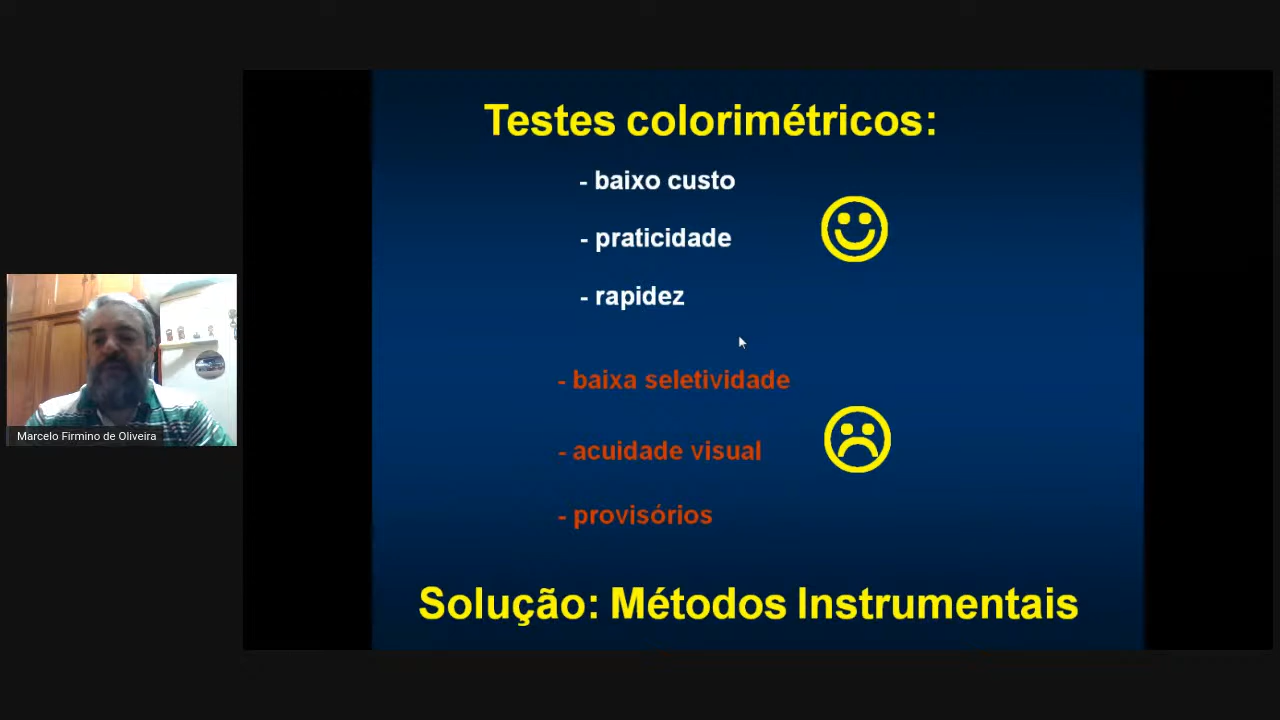 Testes colorimétricos:
- baixo custo
- praticidade
- rapidez
- baixa seletividade
- acuidade visual
- provisórios
Solução: Métodos Instrumentais
Marcelo Firmino de Oliveira